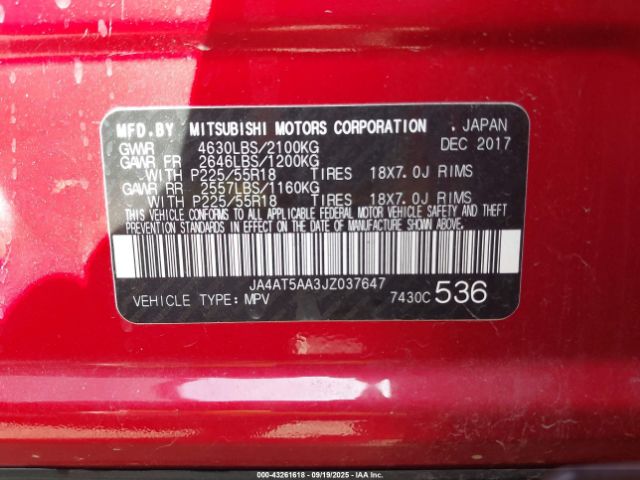 MFD.BY MITSUBISHI MOTORS CORPORATION , JAPAN
GVWR 4630LBS/2100KG DEC 2017
GAWR FR 2646LBS/1200KG
WITH P225/55R18 TIRES 18X7.0J RIMS
GAWR RR 2557LBS/1160KG
WITH P225/55R18 TIRES 18X7.0J RIMS
THIS VEHICLE CONFORMS TO ALL APPLICABLE FEDERAL MOTOR VEHICLE SAFETY AND THEFT
PREVENTION STANDARDS IN EFFECT ON THE DATE OF MANUFACTURE SHOWN ABOVE.
JA4AT5AA3JZ037647
VEHICLE TYPE: MPV 7430C 536
000-43261618 - 09/19/2025 - IAA, LLC